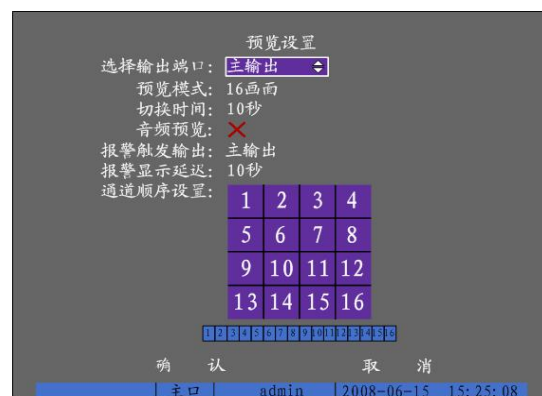 预览设置
选择输出端口: 主输出
预览模式: 16画面
切换时间: 10秒
音频预览:
报警触发输出: 主输出
报警显示延迟: 10秒
通道顺序设置:
1 2 3 4
5 6 7 8
9 10 11 12
13 14 15 16
1 2 3 4 5 6 7 8 9 10 11 12 13 14 15 16
确 认 取 消
主口 admin 2008-06-15 15:25:08